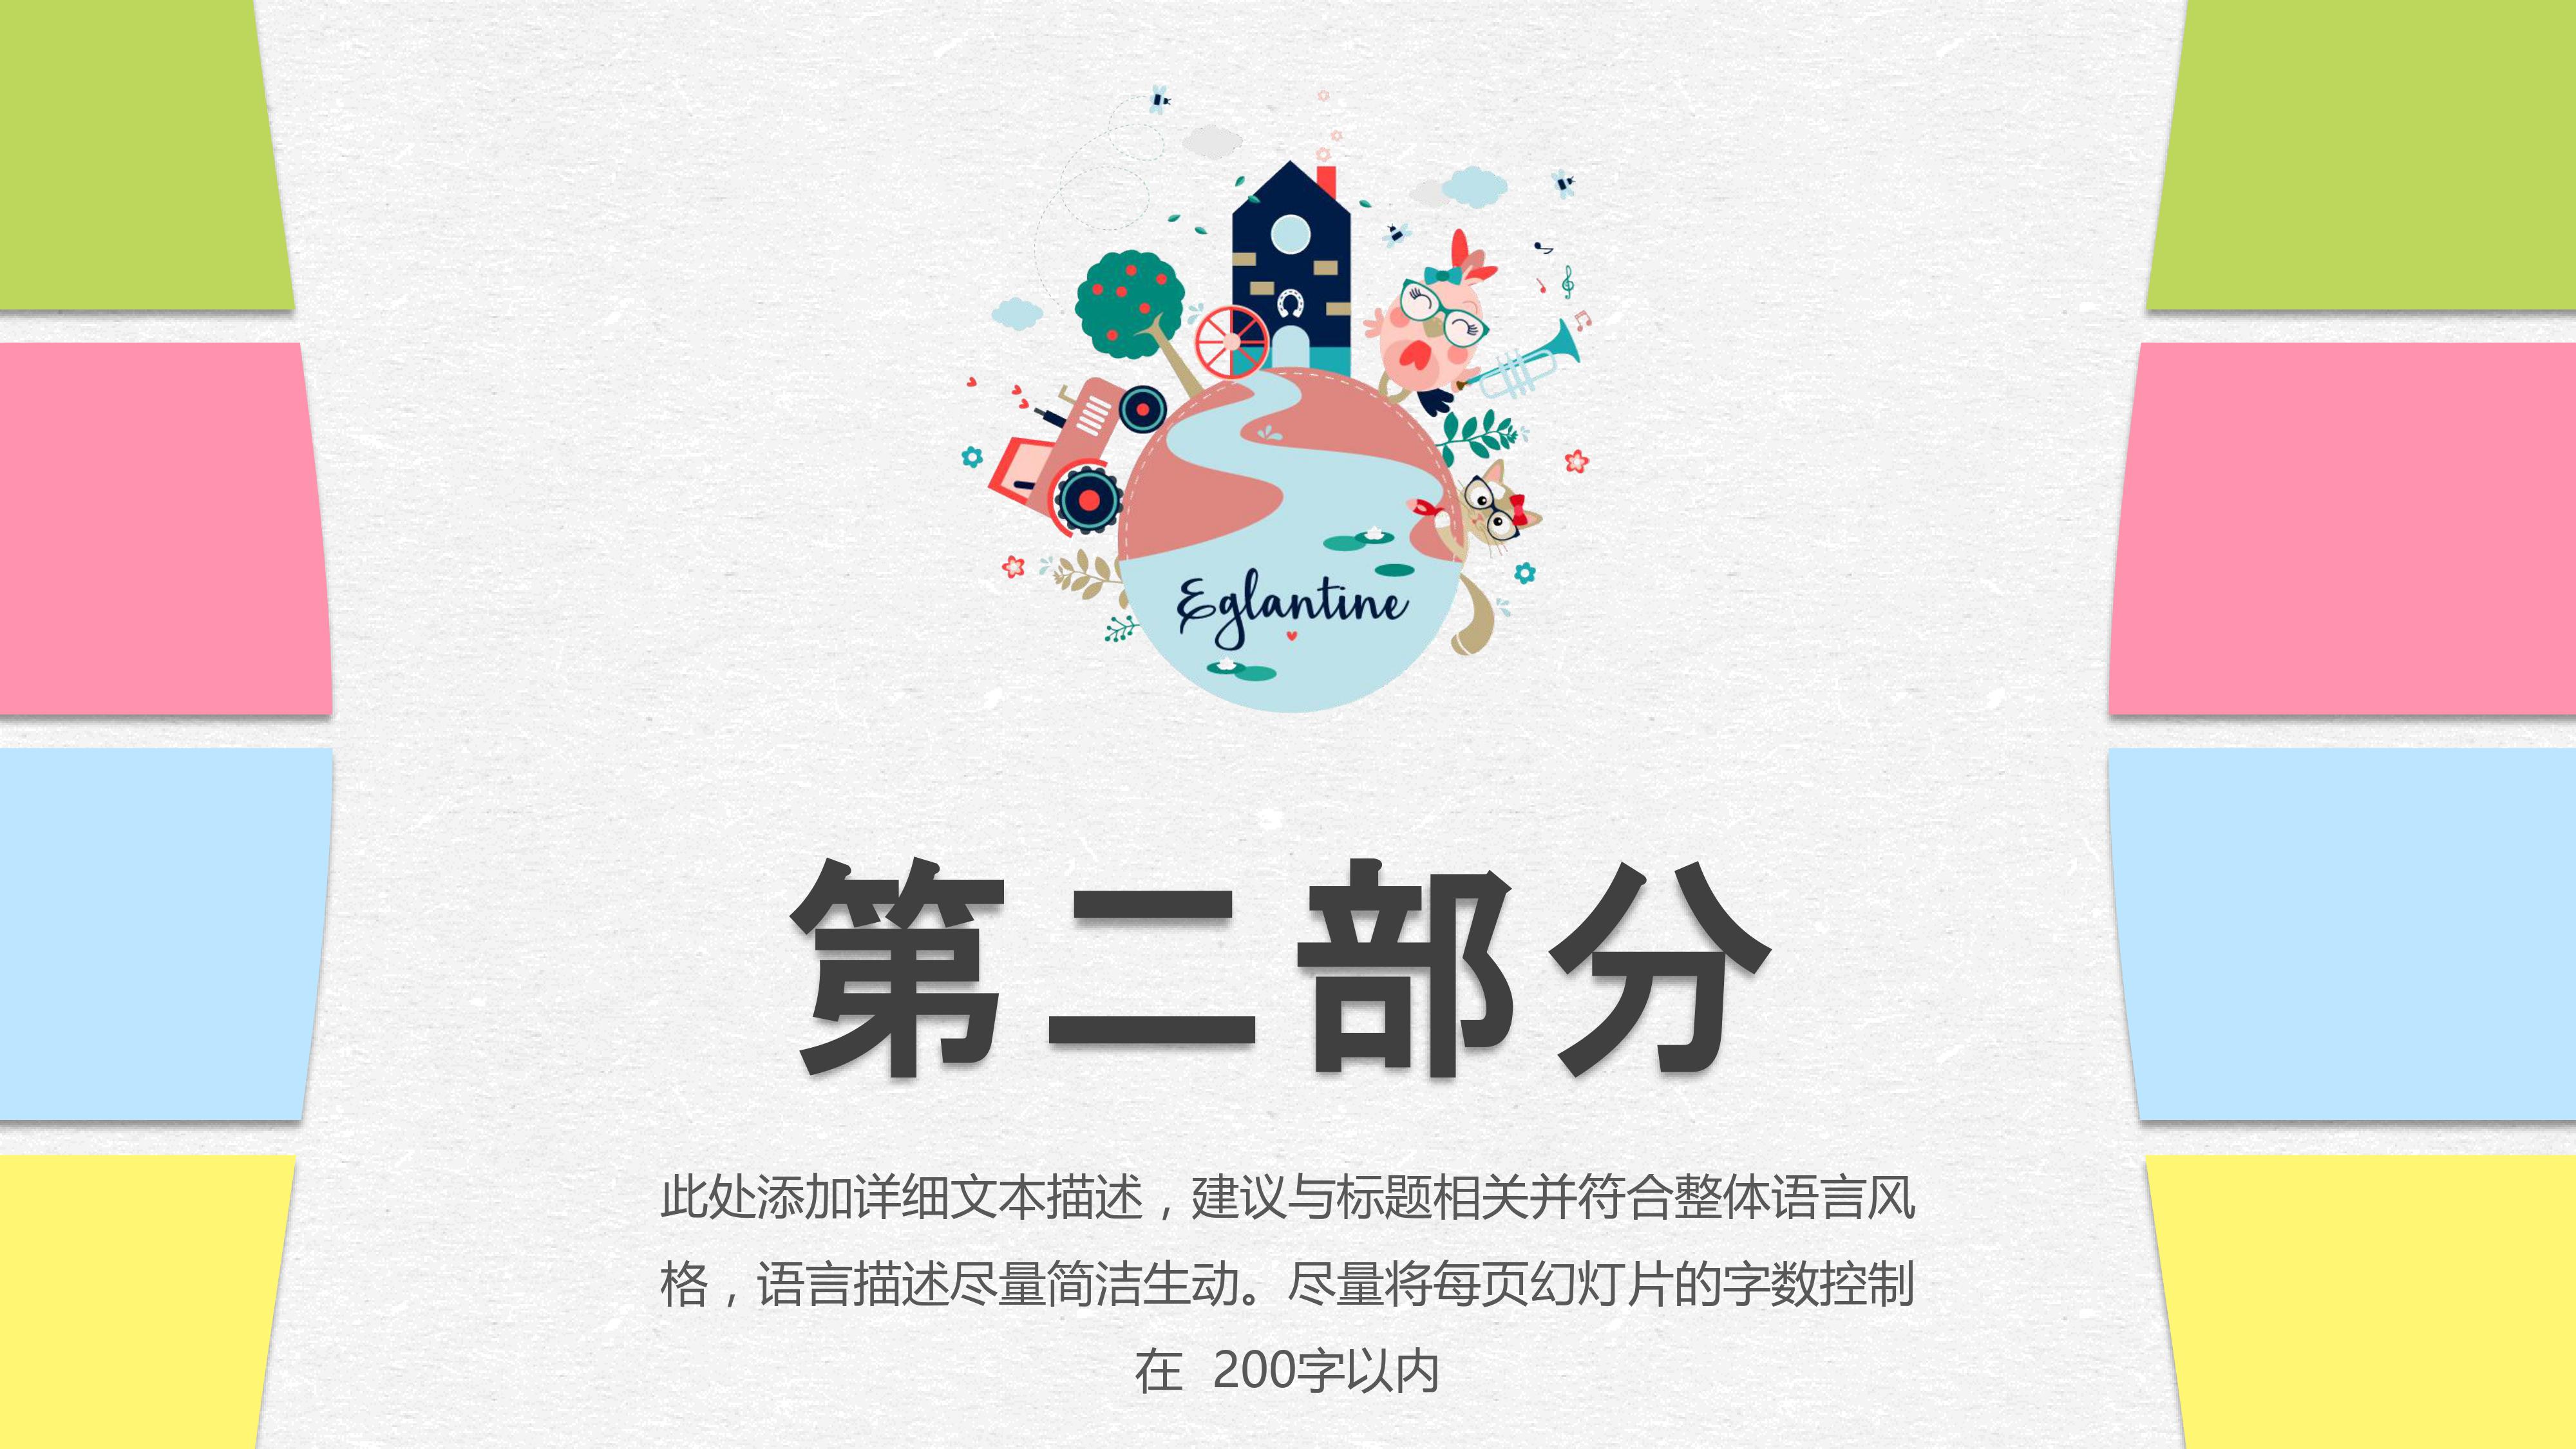 Eglantine
第二部分
此处添加详细文本描述，建议与标题相关并符合整体语言风
格，语言描述尽量简洁生动。尽量将每页幻灯片的字数控制
在 200字以内